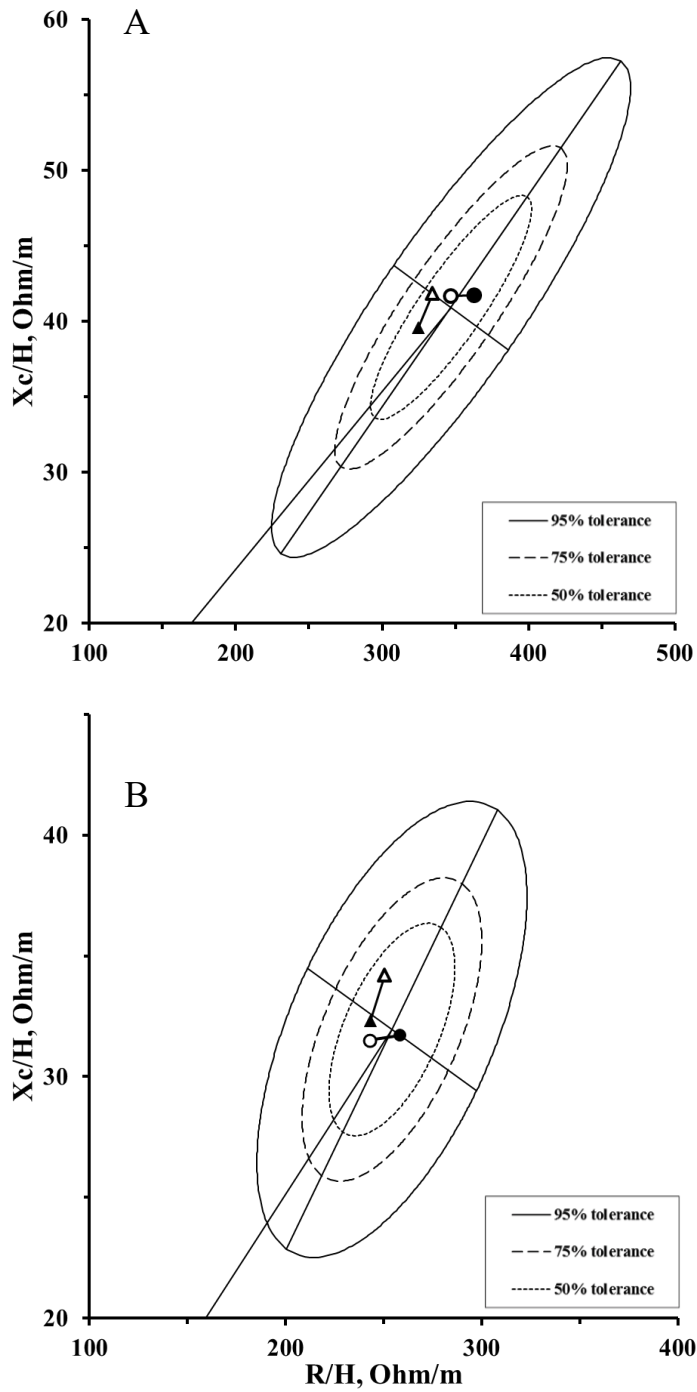 A
60
50
40
30
20
Xc/H, Ohm/m
95% tolerance
75% tolerance
50% tolerance
100
200
300
400
500
B
40
30
20
Xc/H, Ohm/m
95% tolerance
75% tolerance
50% tolerance
100
200
300
400
R/H, Ohm/m